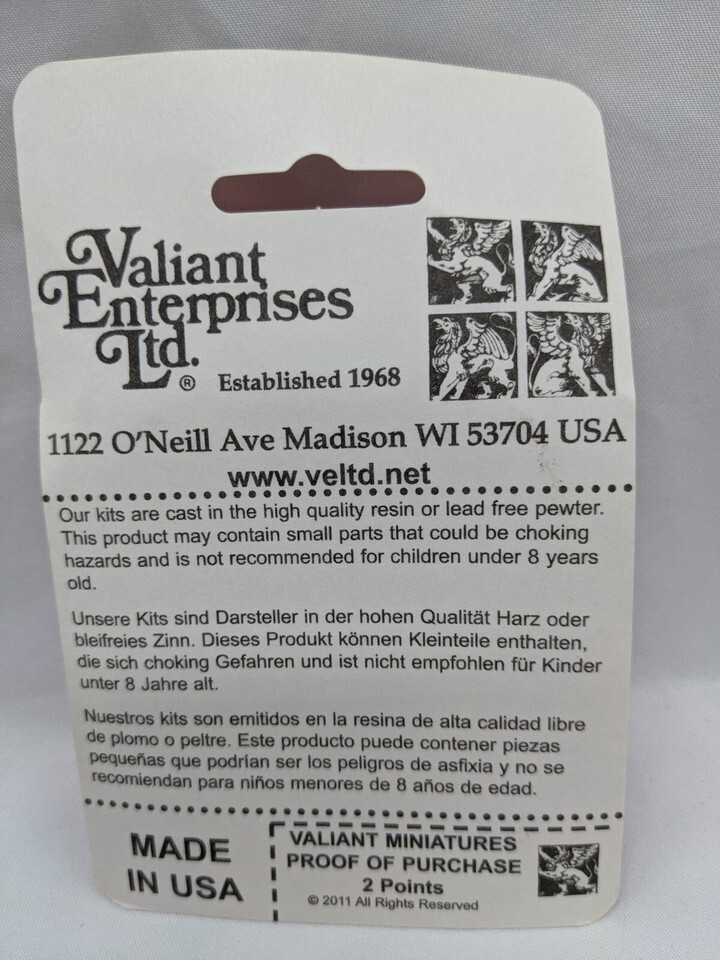 Valiant
Enterprises
Ltd.® Established 1968
1122 O'Neill Ave Madison WI 53704 USA
www.veltd.net
Our kits are cast in the high quality resin or lead free pewter.
This product may contain small parts that could be choking
hazards and is not recommended for children under 8 years
old.
Unsere Kits sind Darsteller in der hohen Qualität Harz oder
bleifreies Zinn. Dieses Produkt können Kleinteile enthalten,
die sich choking Gefahren und ist nicht empfohlen für Kinder
unter 8 Jahre alt.
Nuestros kits son emitidos en la resina de alta calidad libre
de plomo o peltre. Este producto puede contener piezas
pequeñas que podrían ser los peligros de asfixia y no se
recomiendan para niños menores de 8 años de edad.
MADE
IN USA
VALIANT MINIATURES
PROOF OF PURCHASE
2 Points
© 2011 All Rights Reserved